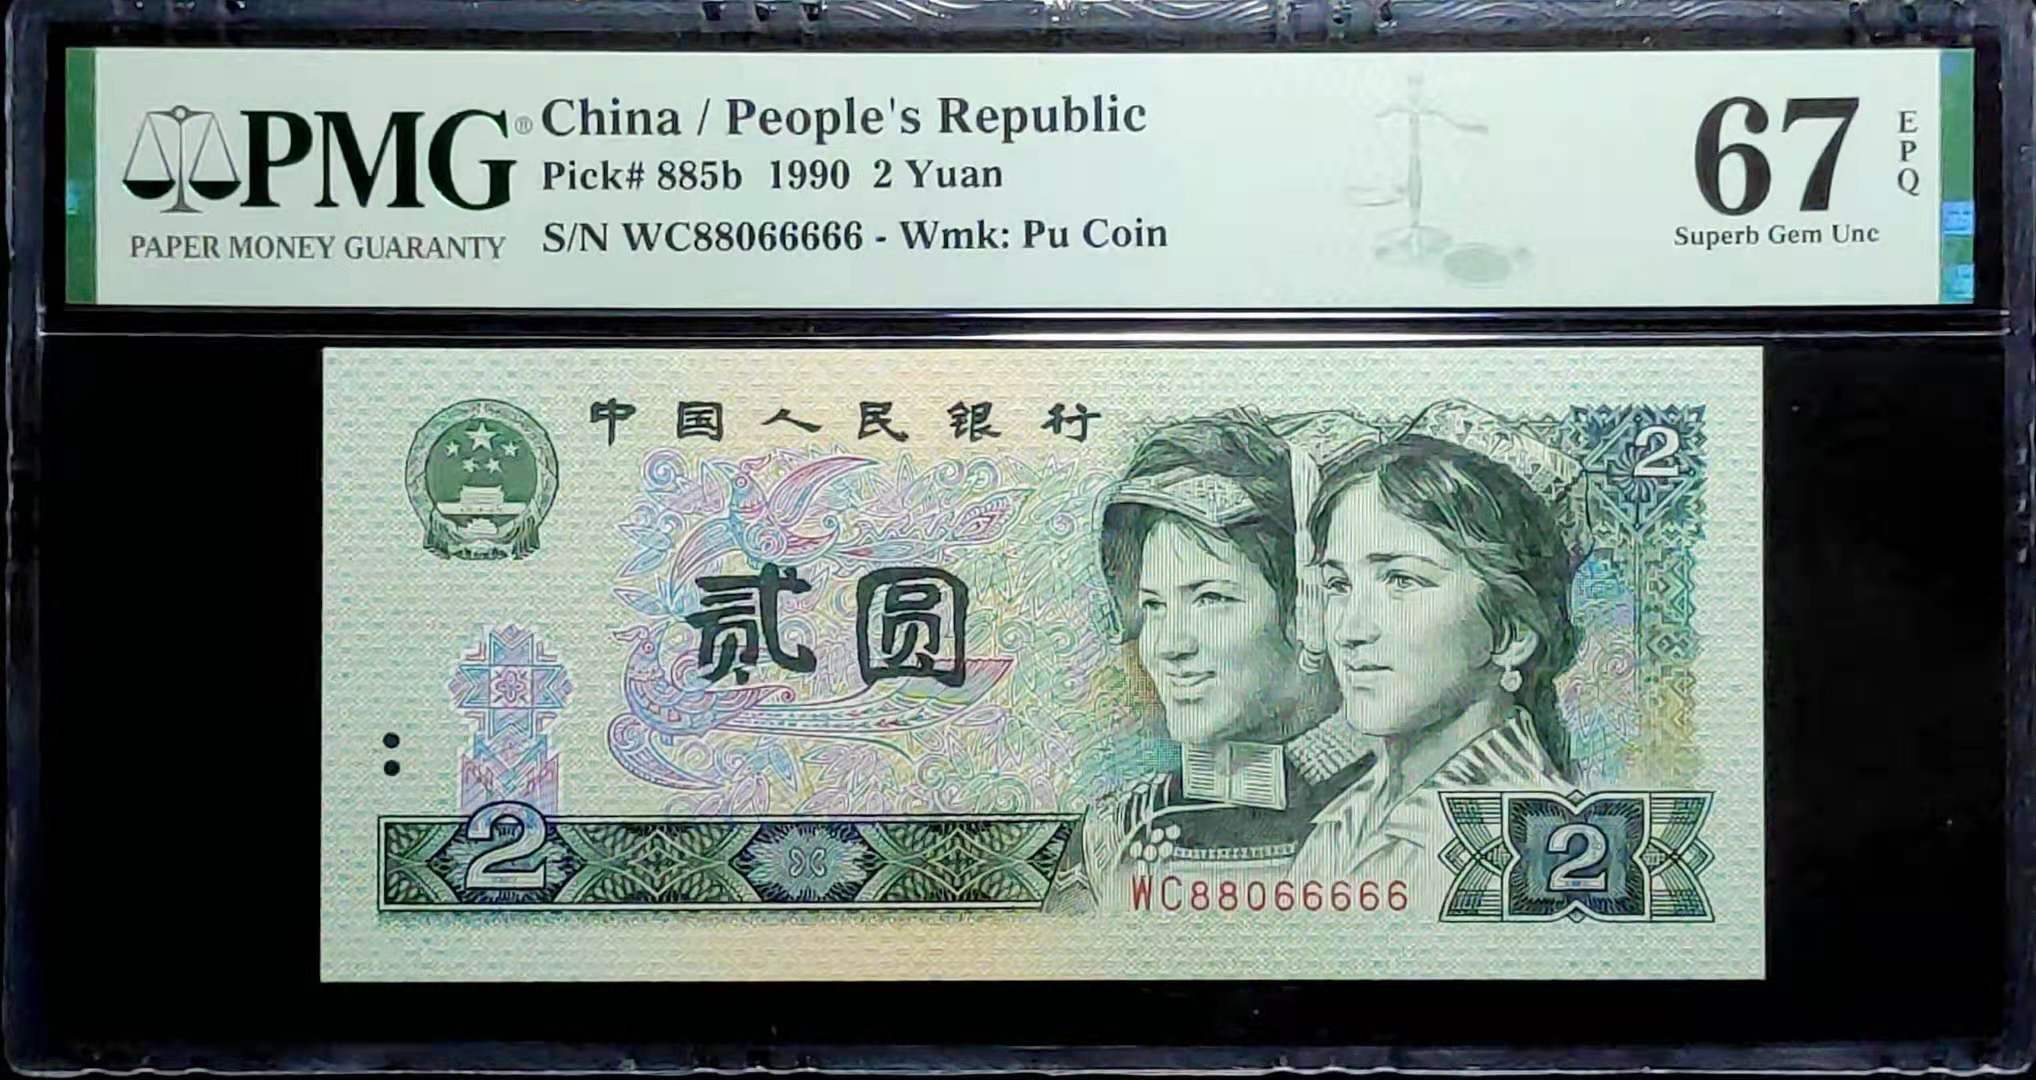 PMG®
PAPER MONEY GUARANTY
China / People's Republic
Pick# 885b 1990 2 Yuan
S/N WC88066666 - Wmk: Pu Coin
67
EPQ
Superb Gem Unc
中国人民银行
2
贰圆
2
2
WC88066666